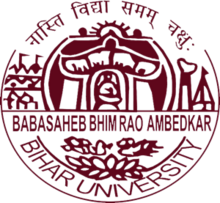 नास्ति विद्या समम् चक्षुः
BABASAHEB BHIM RAO AMBEDKAR
BIHAR UNIVERSITY